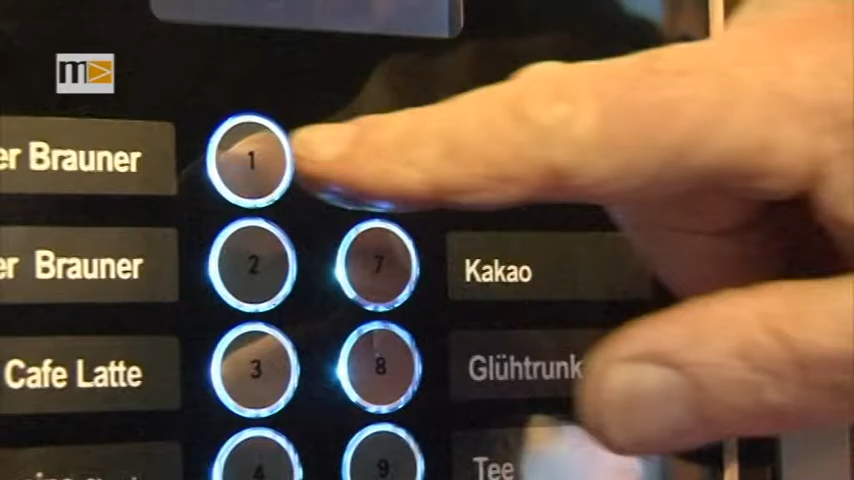 m
er Brauner
1
er Brauner
2
7
Kakao
Cafe Latte
3
8
Glühtrunk
4
9
Tee